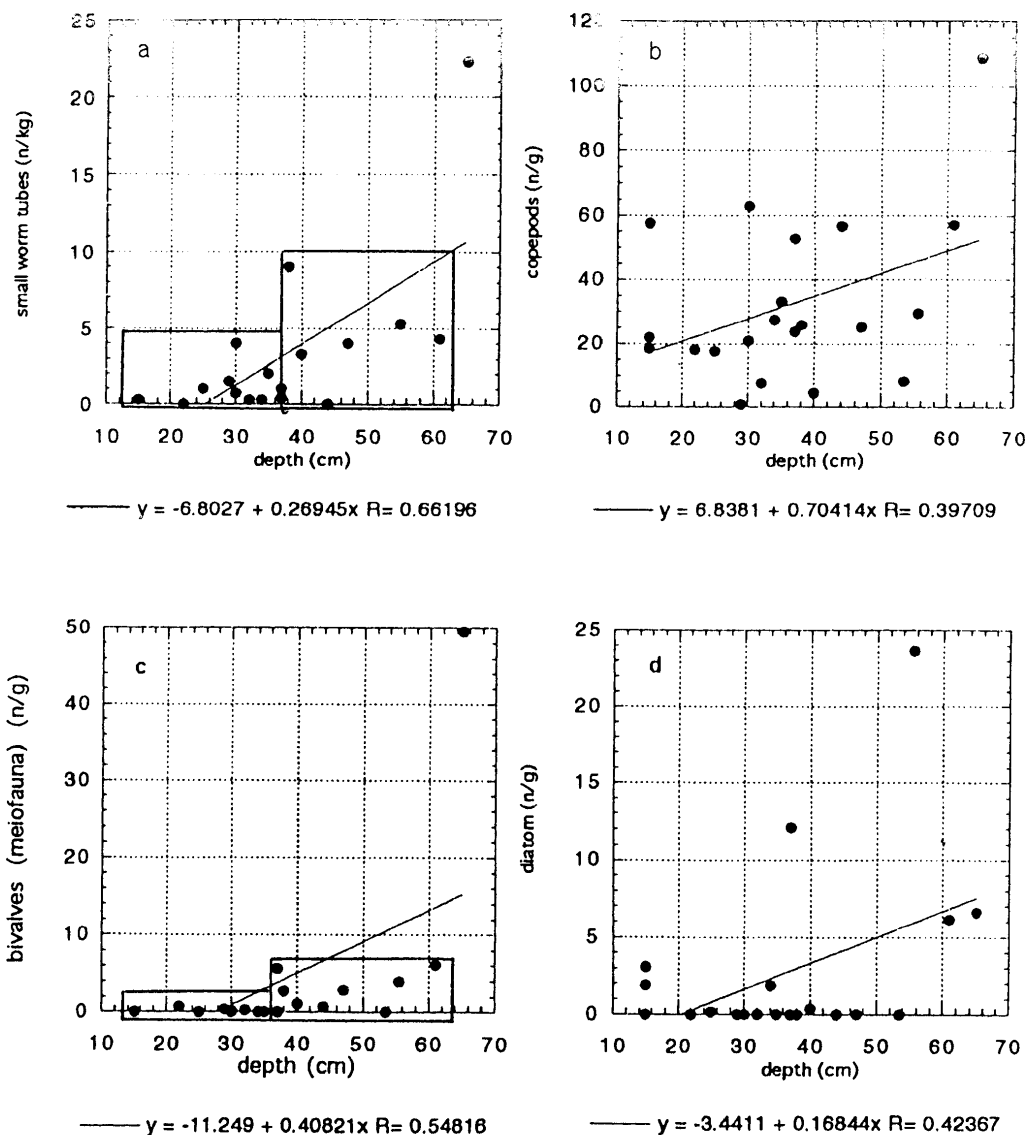 25
20
15
10
5
0
a
small worm tubes (n/kg)
10 20 30 40 50 60 70
depth (cm)
y = -6.8027 + 0.26945x R= 0.66196
12
100
80
60
40
20
0
b
copepods (n/g)
10 20 30 40 50 60 70
depth (cm)
y = 6.8381 + 0.70414x R= 0.39709
50
40
30
20
10
0
c
bivalves (meiofauna) (n/g)
10 20 30 40 50 60 70
depth (cm)
y = -11.249 + 0.40821x R= 0.54816
25
20
15
10
5
0
d
diatom (n/g)
10 20 30 40 50 60 70
depth (cm)
y = -3.4411 + 0.16844x R= 0.42367